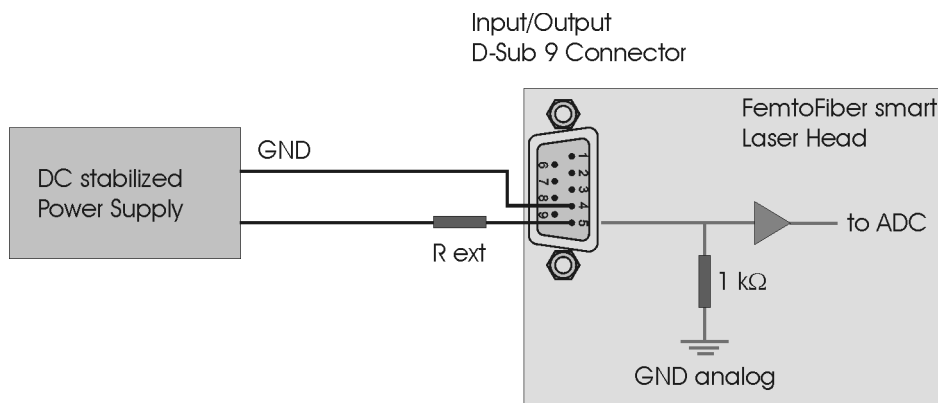 Input/Output
D-Sub 9 Connector
FemtoFiber smart
Laser Head
DC stabilized
Power Supply
GND
R ext
1
2
3
4
5
6
7
8
9
to ADC
1 kΩ
GND analog